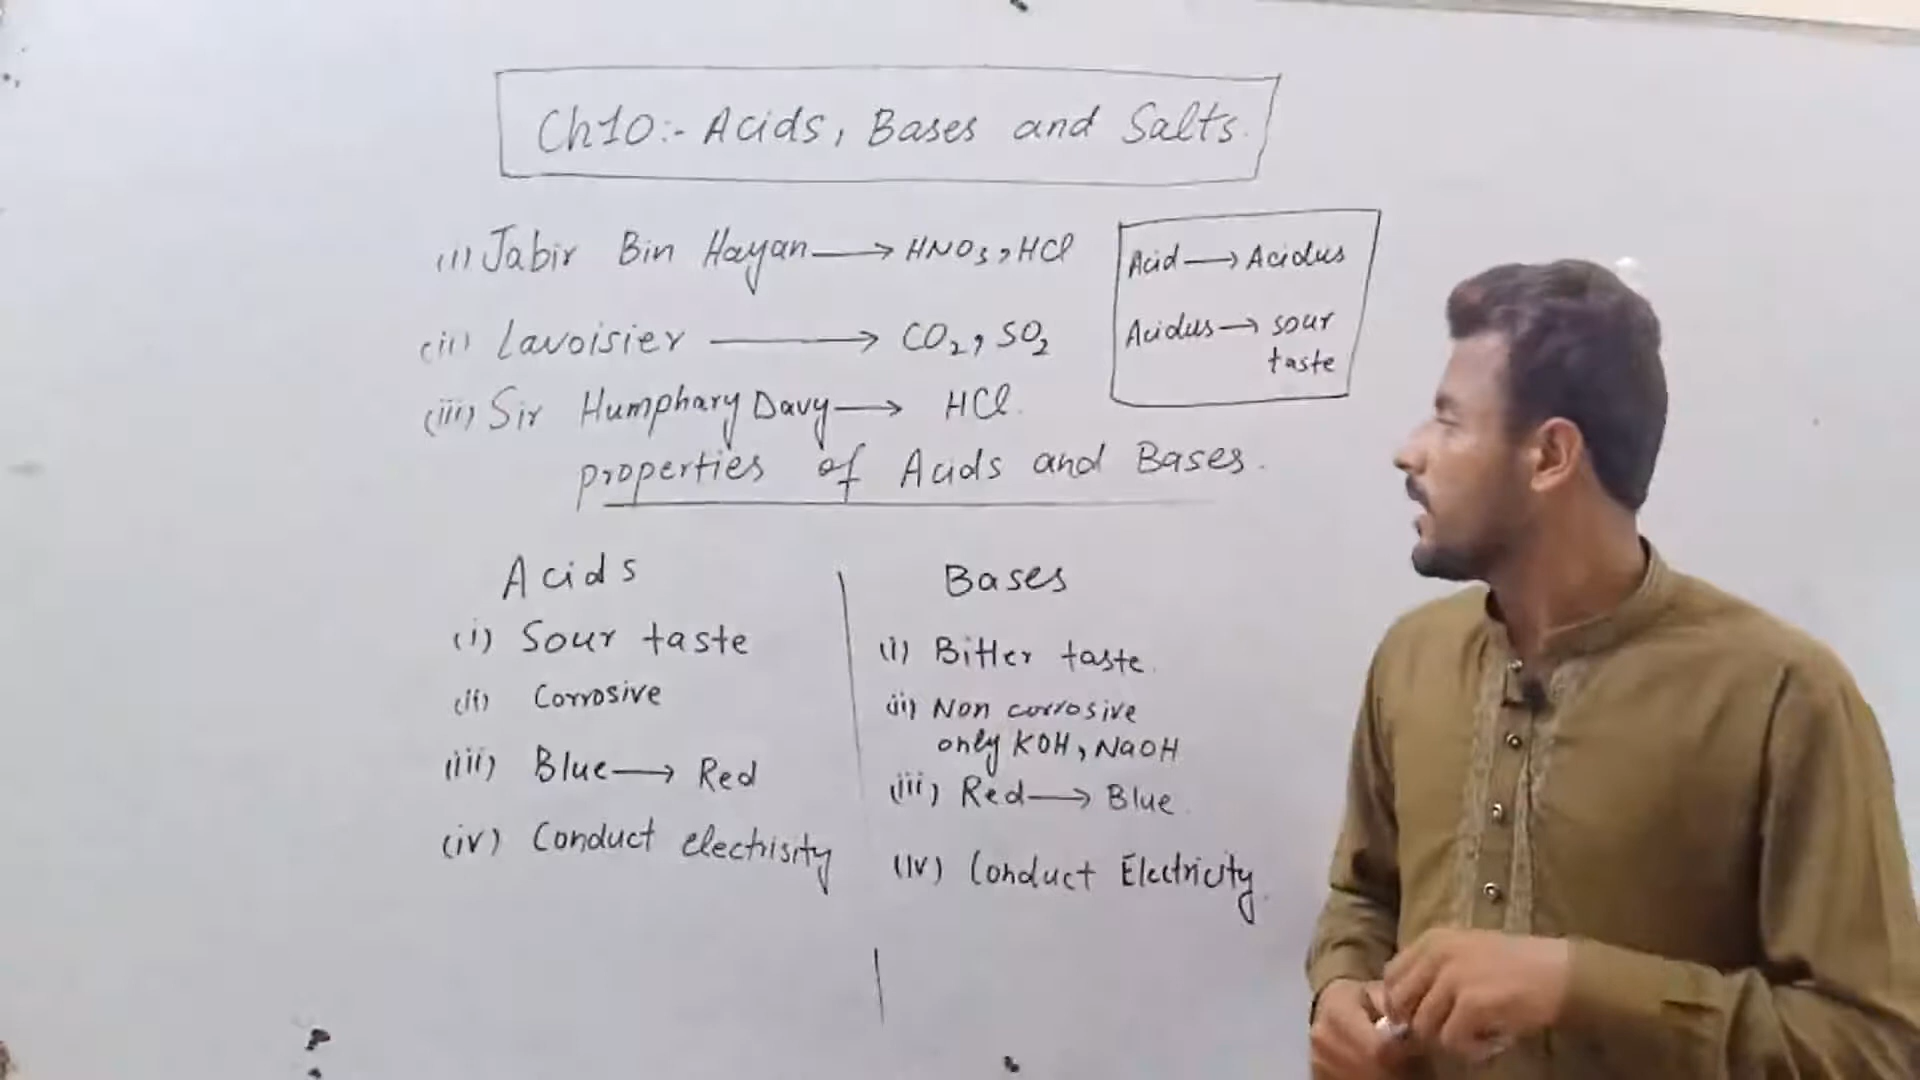 Ch10:- Acids, Bases and Salts.
(i) Jabir Bin Hayan → HNO₃, HCl
(ii) Lavoisier → CO₂, SO₂
(iii) Sir Humphary Davy → HCl.
Acid → Acidus
Acidus → sour
taste
properties of Acids and Bases.
Acids
(i) Sour taste
(ii) Corrosive
(iii) Blue → Red
(iv) Conduct electrisity
Bases
(i) Bitter taste.
(ii) Non corrosive
only KOH, NaOH
(iii) Red → Blue.
(iv) Conduct Electricity.